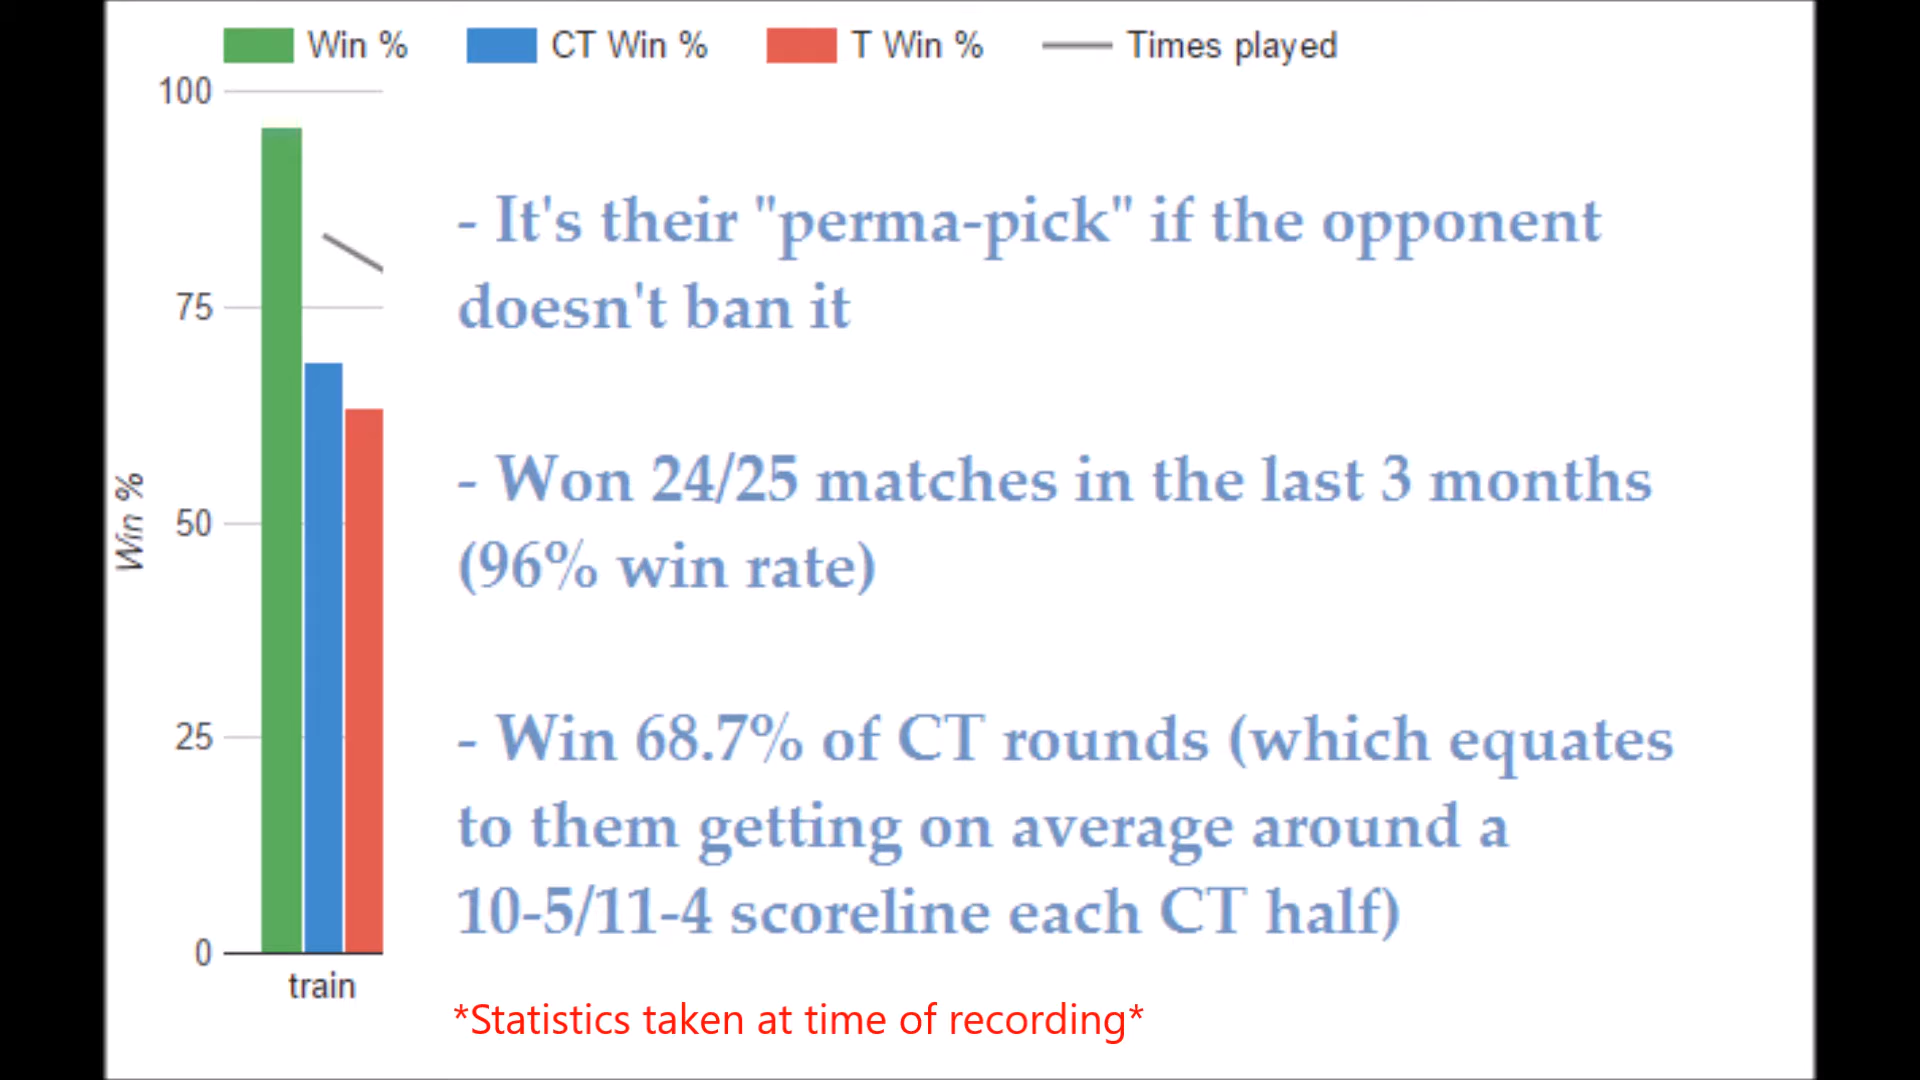 Win % CT Win % T Win % Times played
100
75
50
25
0
Win %
train
- It's their "perma-pick" if the opponent
doesn't ban it
- Won 24/25 matches in the last 3 months
(96% win rate)
- Win 68.7% of CT rounds (which equates
to them getting on average around a
10-5/11-4 scoreline each CT half)
*Statistics taken at time of recording*